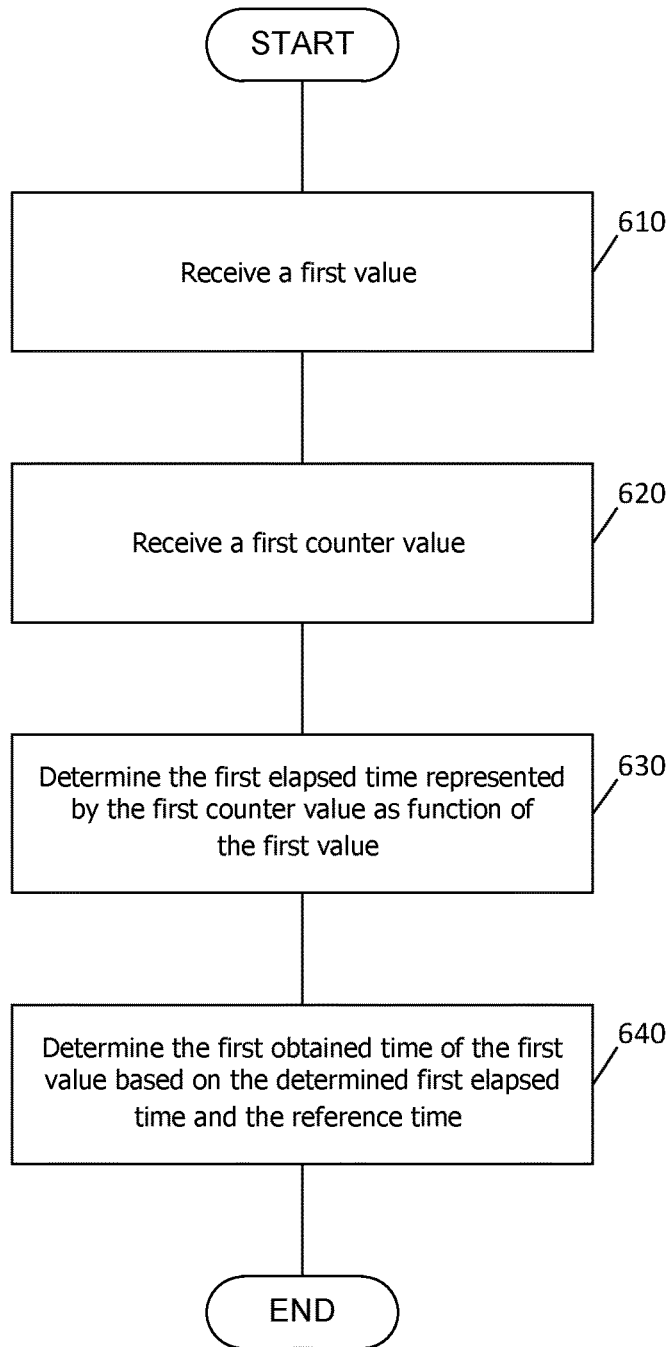 START
610
Receive a first value
620
Receive a first counter value
630
Determine the first elapsed time represented
by the first counter value as function of
the first value
640
Determine the first obtained time of the first
value based on the determined first elapsed
time and the reference time
END